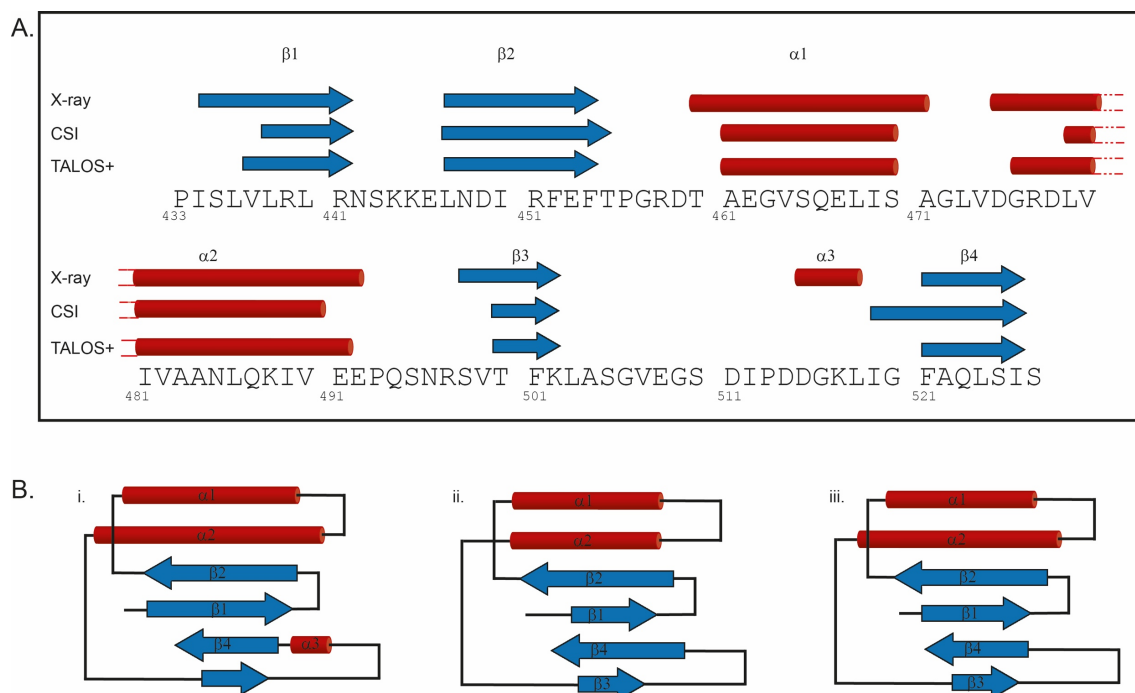 A.
β1 β2 α1
X-ray
CSI
TALOS+
PISLVLRL RNSKKELNDI RFEFTPGRDT AEGVSQELIS AGLVDGRDLV
433 441 451 461 471
α2 β3 α3 β4
X-ray
CSI
TALOS+
IVAANLQKIV EEPQSNRSVT FKLASGVEGS DIPDDGKLIG FAQLSIS
481 491 501 511 521
B.
i. ii. iii.
α1 α1 α1
α2 α2 α2
β2 β2 β2
β1 β1 β1
β4 α3 β4 β4
β3 β3